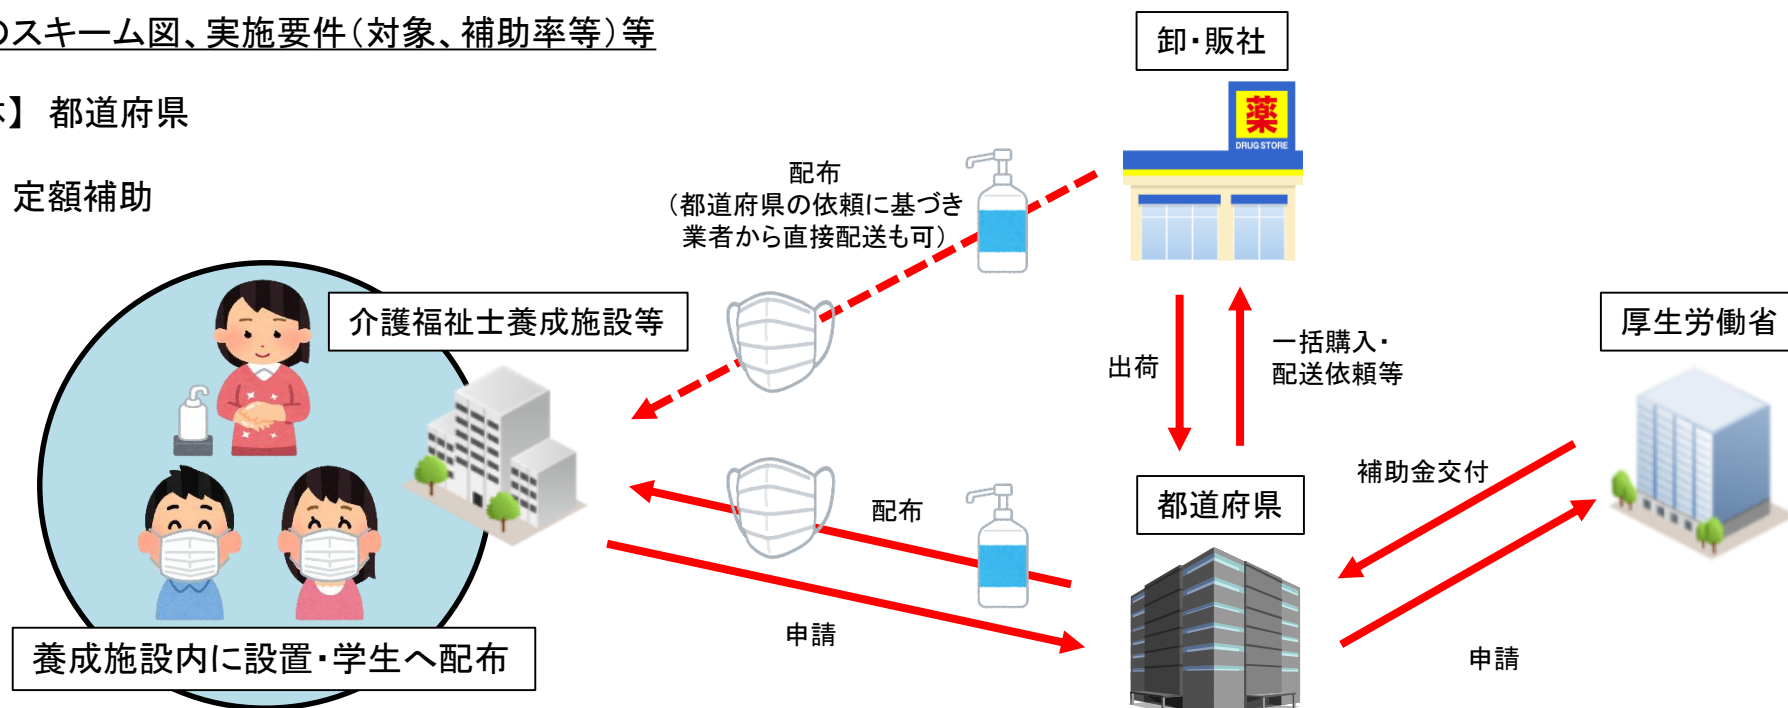 のスキーム図、実施要件（対象、補助率等）等
】 都道府県
定額補助
卸・販社
薬
DRUG STORE
配布
（都道府県の依頼に基づき
業者から直接配送も可）
介護福祉士養成施設等
出荷
一括購入・
配送依頼等
厚生労働省
補助金交付
都道府県
配布
申請
申請
養成施設内に設置・学生へ配布